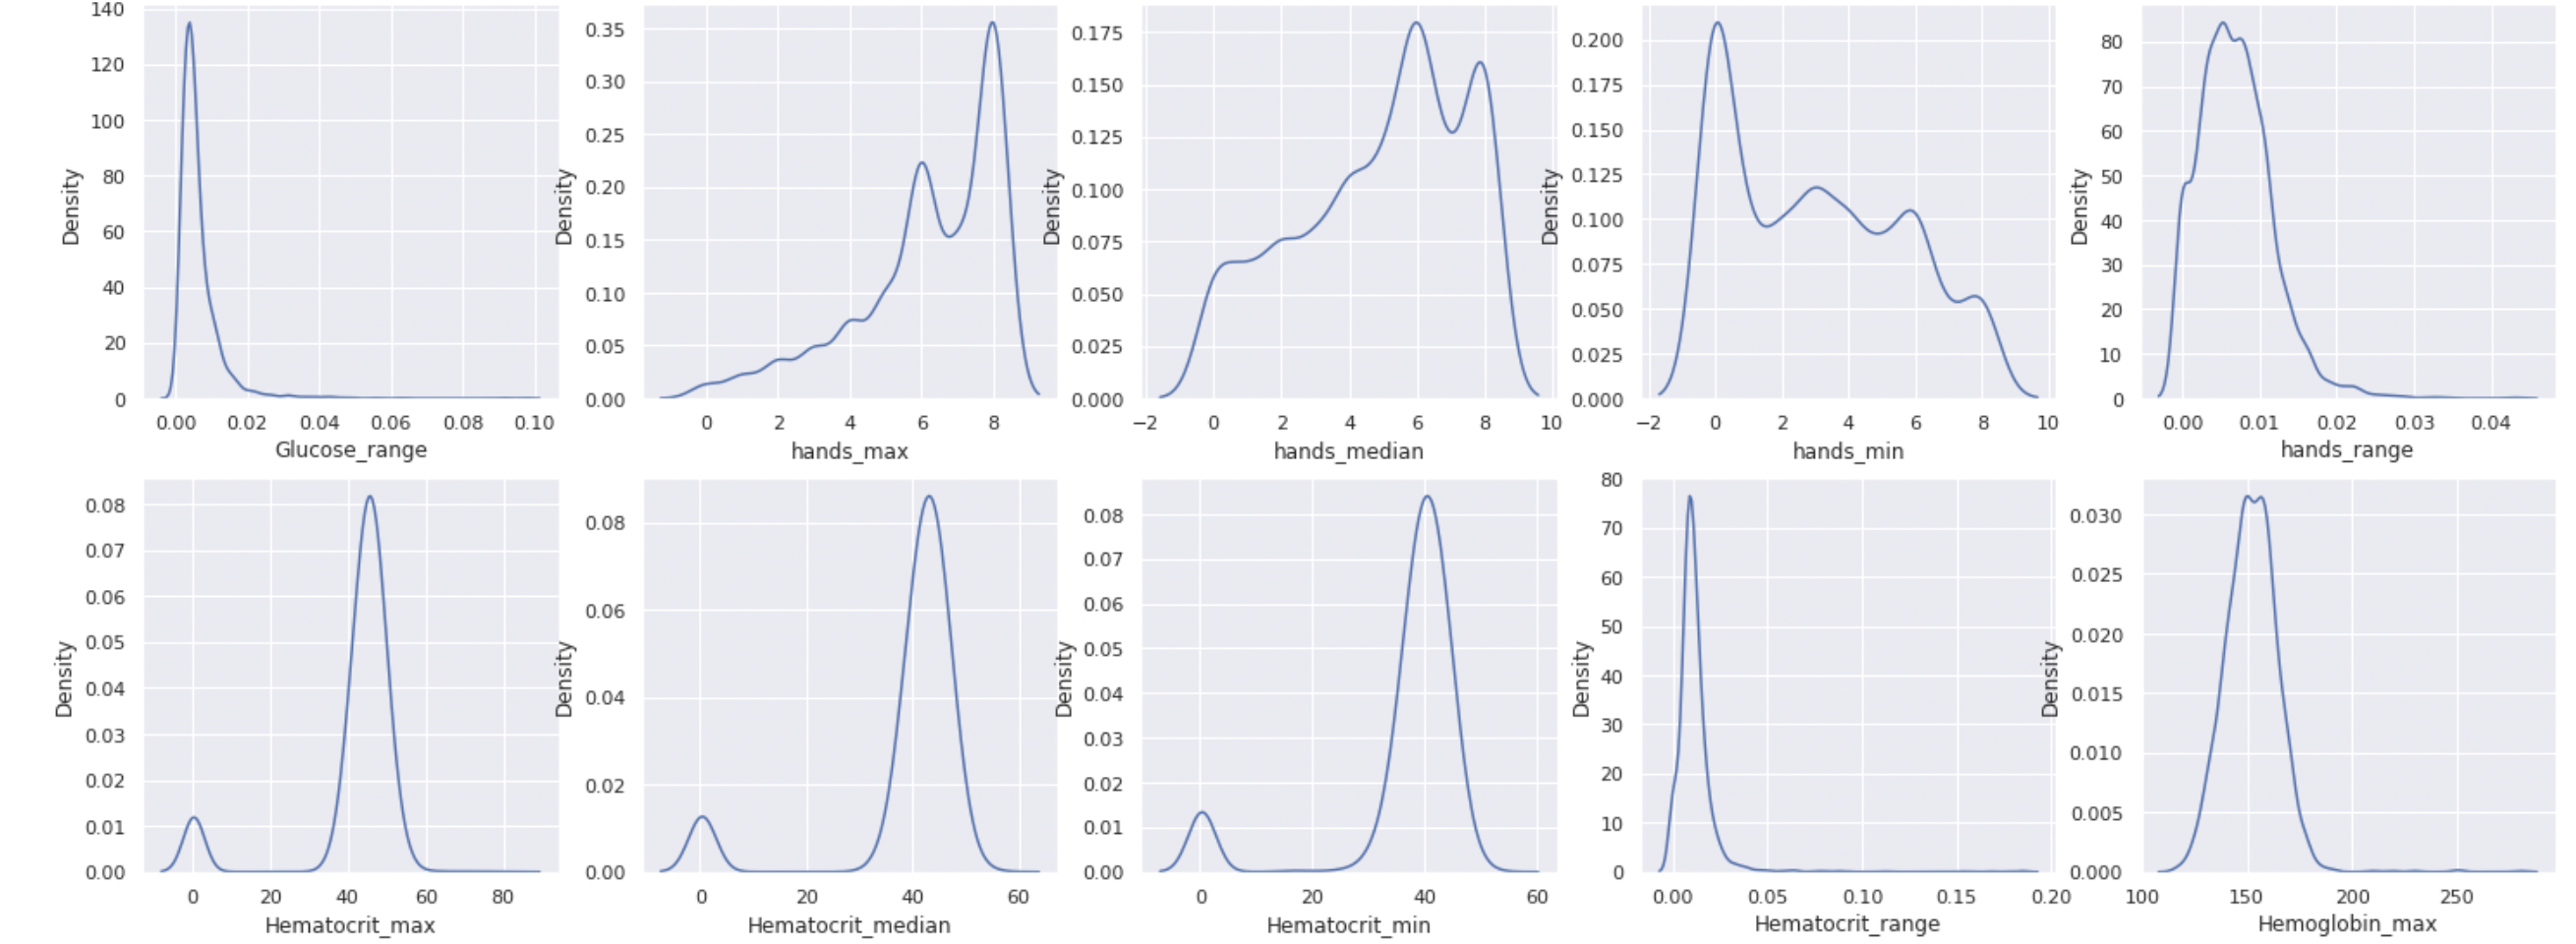 140
120
100
80
60
40
20
0
Density
0.00 0.02 0.04 0.06 0.08 0.10
Glucose_range
0.35
0.30
0.25
0.20
0.15
0.10
0.05
0.00
Density
0 2 4 6 8
hands_max
0.175
0.150
0.125
0.100
0.075
0.050
0.025
0.000
Density
−2 0 2 4 6 8 10
hands_median
0.200
0.175
0.150
0.125
0.100
0.075
0.050
0.025
0.000
Density
−2 0 2 4 6 8 10
hands_min
80
70
60
50
40
30
20
10
0
Density
0.00 0.01 0.02 0.03 0.04
hands_range
0.08
0.07
0.06
0.05
0.04
0.03
0.02
0.01
0.00
Density
0 20 40 60 80
Hematocrit_max
0.08
0.06
0.04
0.02
0.00
Density
0 20 40 60
Hematocrit_median
0.08
0.07
0.06
0.05
0.04
0.03
0.02
0.01
0.00
Density
0 20 40 60
Hematocrit_min
80
70
60
50
40
30
20
10
0
Density
0.00 0.05 0.10 0.15 0.20
Hematocrit_range
0.030
0.025
0.020
0.015
0.010
0.005
0.000
Density
100 150 200 250
Hemoglobin_max